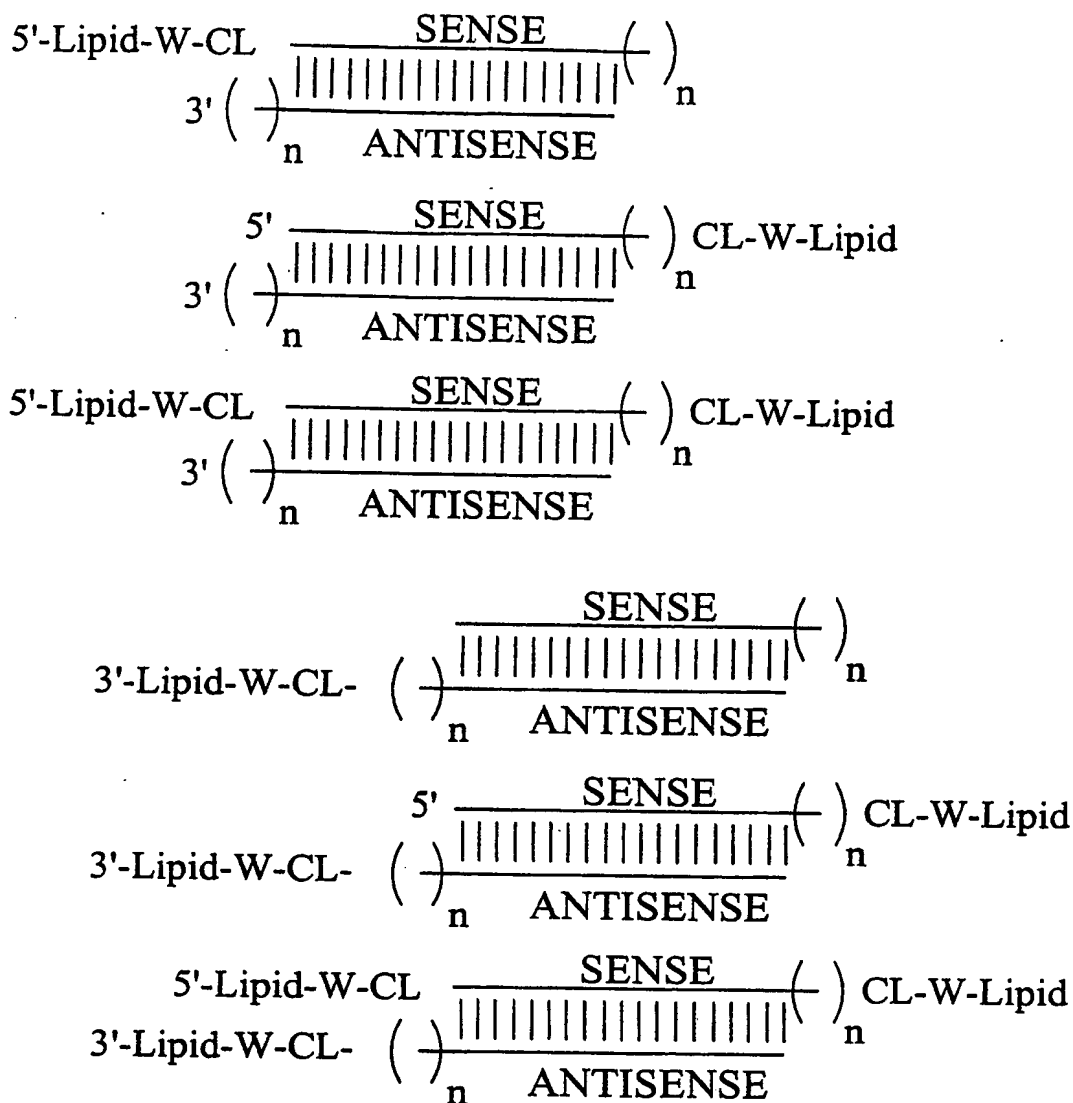 5'-Lipid-W-CL SENSE ( )n
3' ( )n ANTISENSE
5' SENSE ( )n CL-W-Lipid
3' ( )n ANTISENSE
5'-Lipid-W-CL SENSE ( )n CL-W-Lipid
3' ( )n ANTISENSE
SENSE ( )n
3'-Lipid-W-CL- ( )n ANTISENSE
5' SENSE ( )n CL-W-Lipid
3'-Lipid-W-CL- ( )n ANTISENSE
5'-Lipid-W-CL SENSE ( )n CL-W-Lipid
3'-Lipid-W-CL- ( )n ANTISENSE